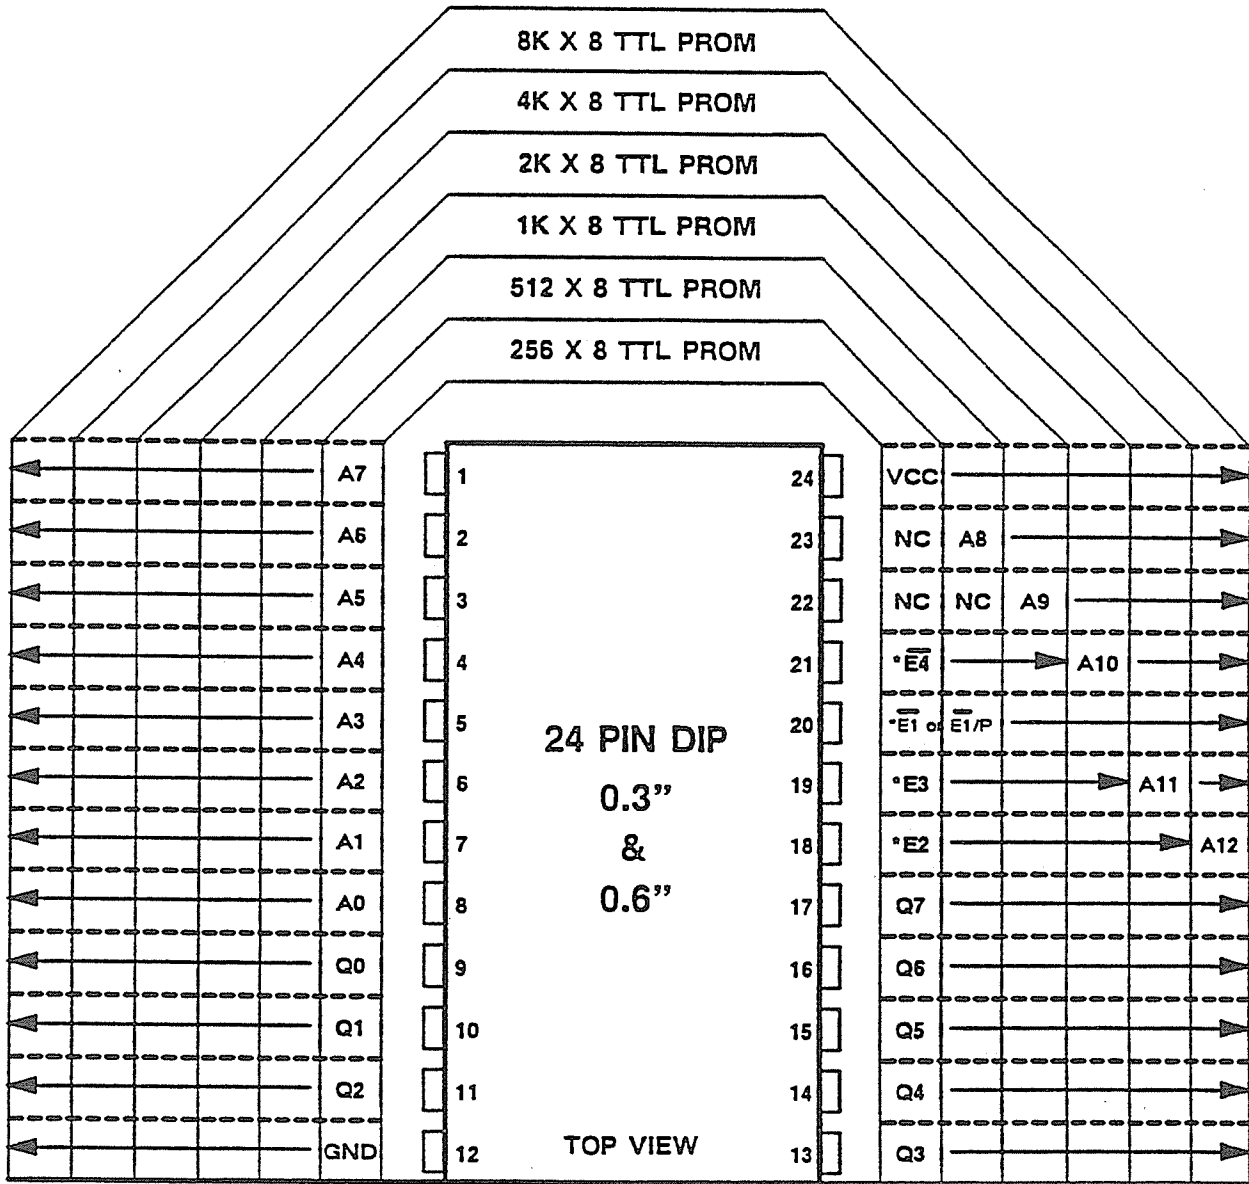 8K X 8 TTL PROM
4K X 8 TTL PROM
2K X 8 TTL PROM
1K X 8 TTL PROM
512 X 8 TTL PROM
256 X 8 TTL PROM
A7 1 24 VCC
A6 2 23 NC A8
A5 3 22 NC NC A9
A4 4 21 *E̅4̅ A10
A3 5 20 *E̅1̅ or E̅1̅/P
A2 6 19 *E3 A11
A1 7 18 *E2 A12
A0 8 17 Q7
Q0 9 16 Q6
Q1 10 15 Q5
Q2 11 14 Q4
GND 12 13 Q3
24 PIN DIP
0.3”
&
0.6”
TOP VIEW